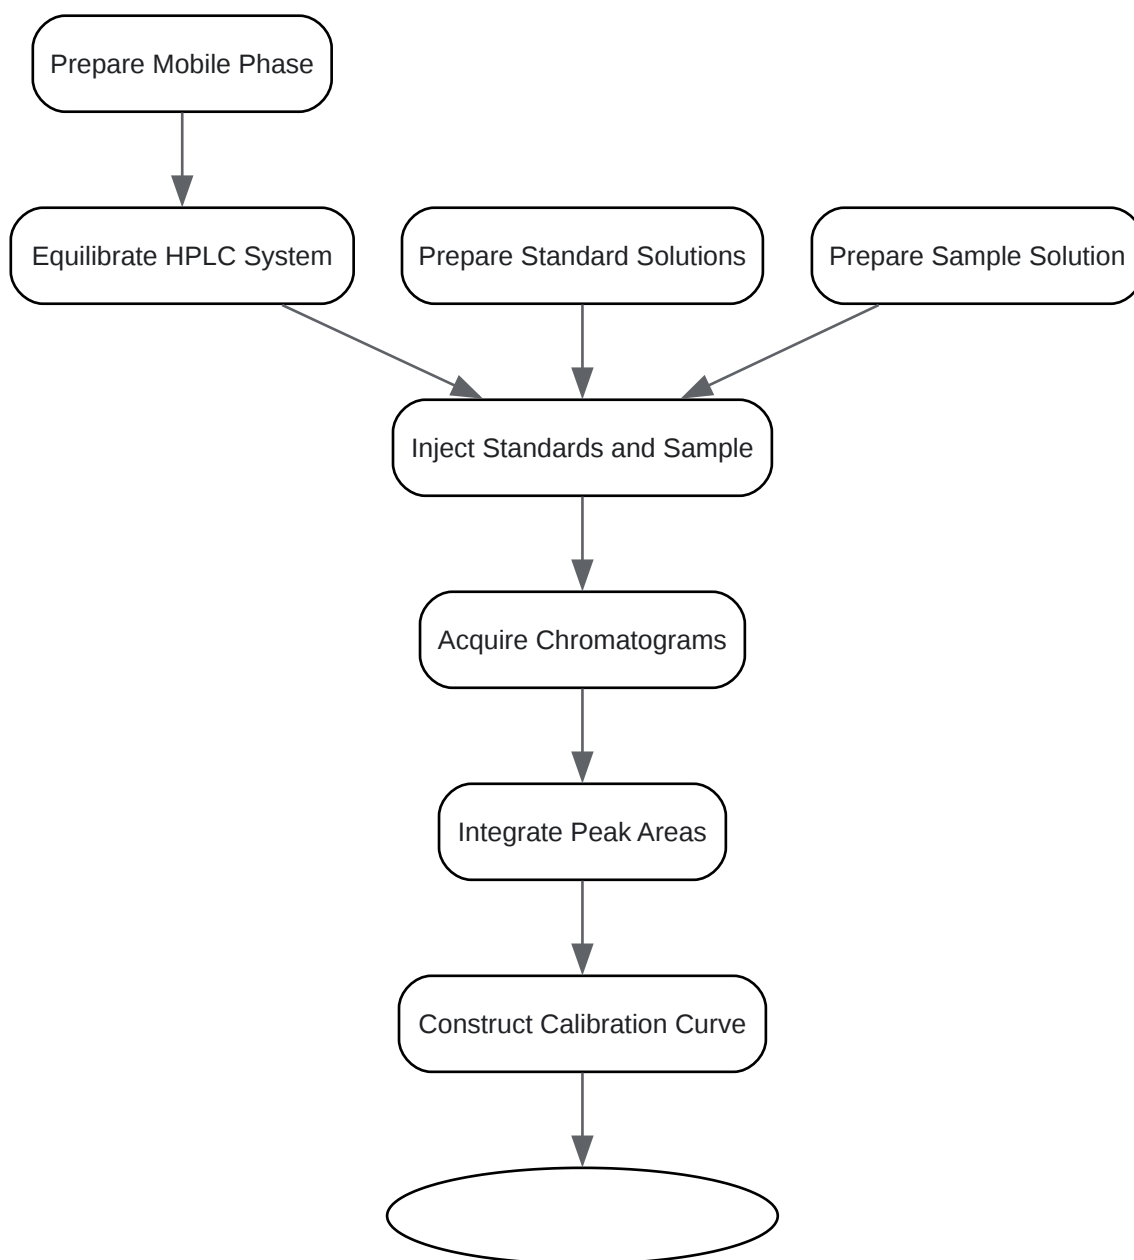 Prepare Mobile Phase
Equilibrate HPLC System
Prepare Standard Solutions
Prepare Sample Solution
Inject Standards and Sample
Acquire Chromatograms
Integrate Peak Areas
Construct Calibration Curve